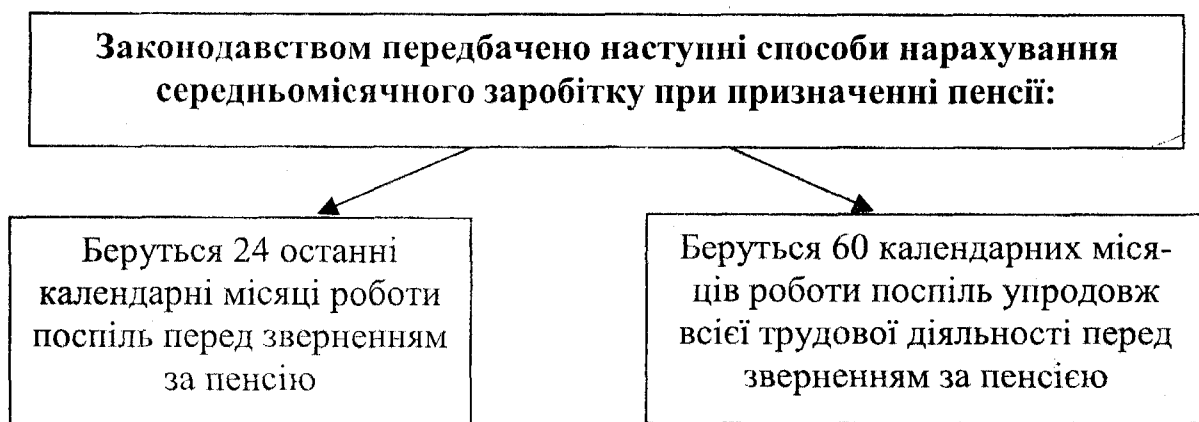 Законодавством передбачено наступні способи нарахування
середньомісячного заробітку при призначенні пенсії:
Беруться 24 останні
календарні місяці роботи
поспіль перед зверненням
за пенсію
Беруться 60 календарних міся-
ців роботи поспіль упродовж
всієї трудової діяльності перед
зверненням за пенсією